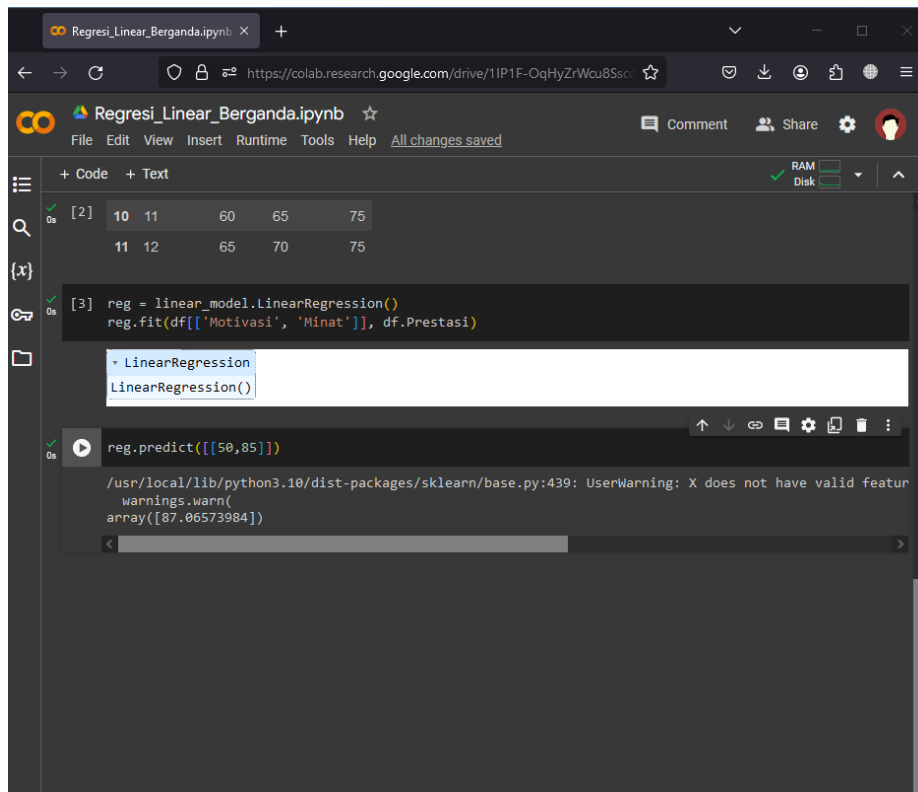 Regresi_Linear_Berganda.ipynb
https://colab.research.google.com/drive/1IP1F-OqHyZrWcu8Ssc
Regresi_Linear_Berganda.ipynb
Comment
Share
File Edit View Insert Runtime Tools Help All changes saved
+ Code + Text
RAM
Disk
0s [2] 10 11 60 65 75
11 12 65 70 75
{x}
0s [3] reg = linear_model.LinearRegression()
reg.fit(df[['Motivasi', 'Minat']], df.Prestasi)
LinearRegression
LinearRegression()
0s reg.predict([[50,85]])
/usr/local/lib/python3.10/dist-packages/sklearn/base.py:439: UserWarning: X does not have valid featur
warnings.warn(
array([87.06573984])